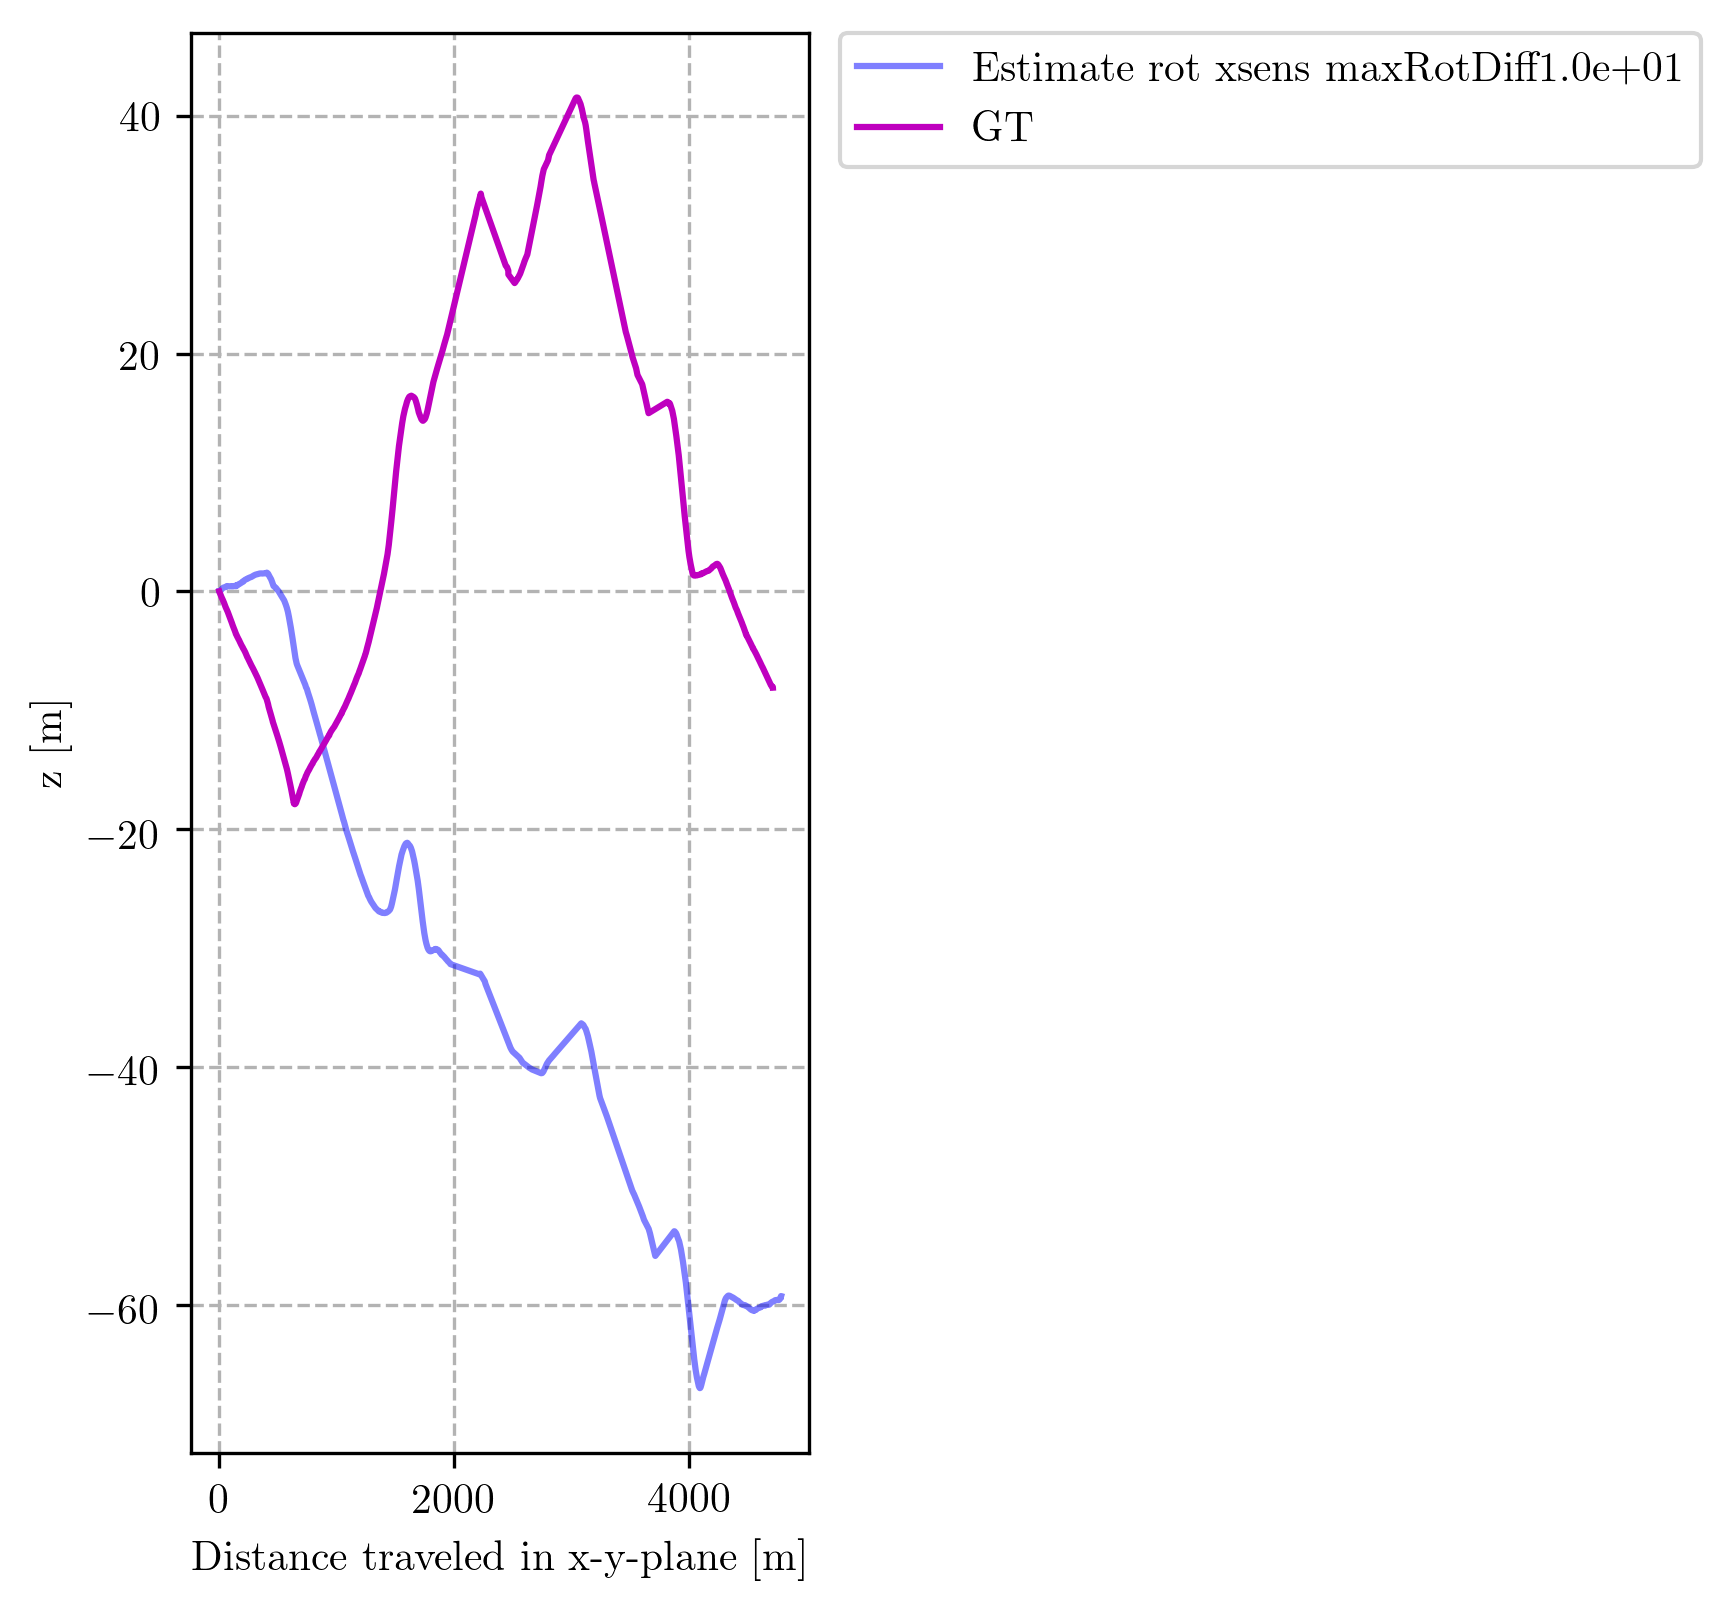 Estimate rot xsens maxRotDiff1.0e+01
GT
40
20
0
−20
−40
−60
z [m]
0 2000 4000
Distance traveled in x-y-plane [m]